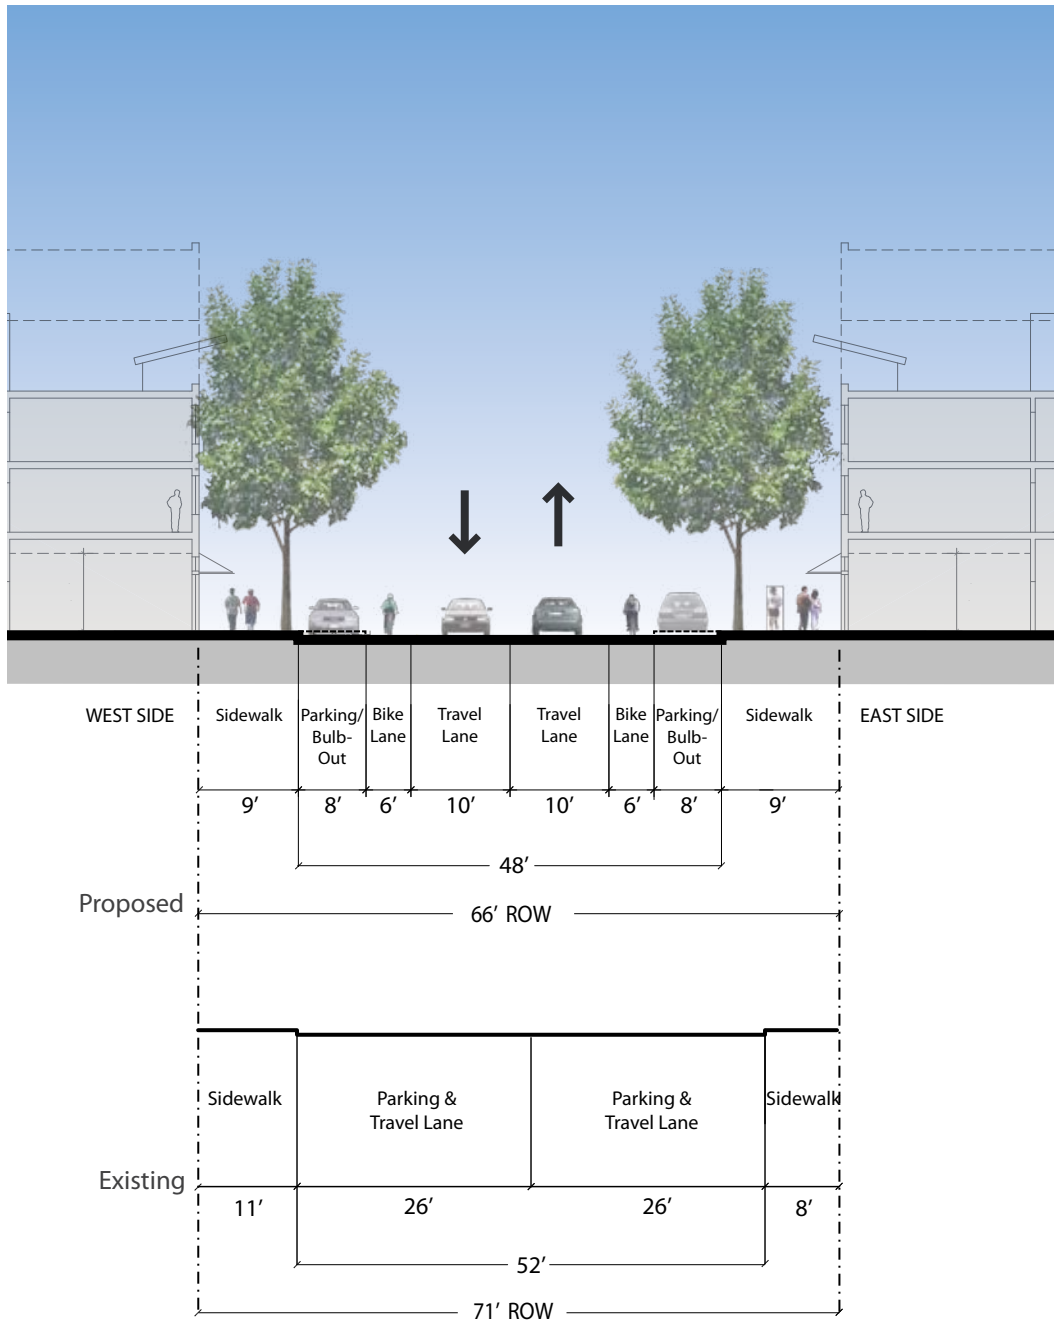 WEST SIDE
Sidewalk
Parking/
Bulb-
Out
Bike
Lane
Travel
Lane
Travel
Lane
Bike
Lane
Parking/
Bulb-
Out
Sidewalk
EAST SIDE
9’ 8’ 6’ 10’ 10’ 6’ 8’ 9’
48’
Proposed
66’ ROW
Sidewalk
Parking &
Travel Lane
Parking &
Travel Lane
Sidewalk
Existing
11’ 26’ 26’ 8’
52’
71’ ROW